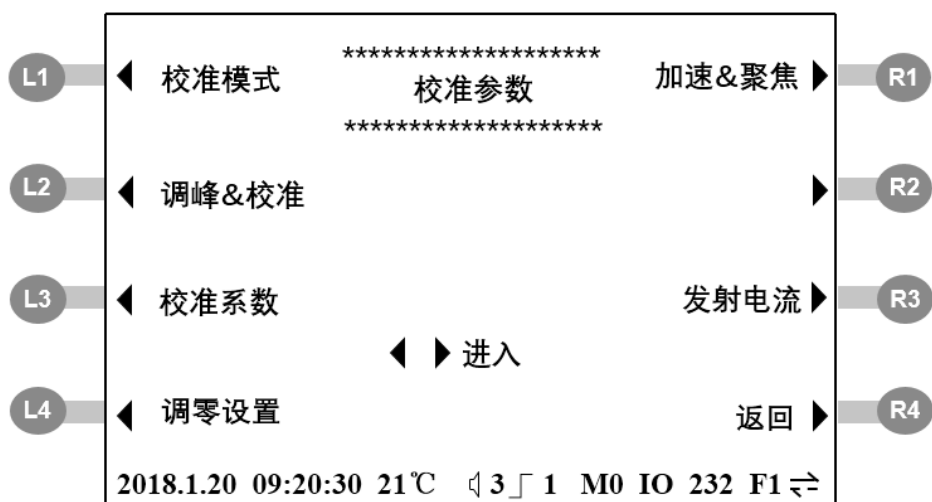 ********************
L1 校准模式 校准参数 加速&聚焦 R1
********************
L2 调峰&校准 R2
L3 校准系数 发射电流 R3
进入
L4 调零设置 返回 R4
2018.1.20 09:20:30 21℃ 3 1 M0 IO 232 F1